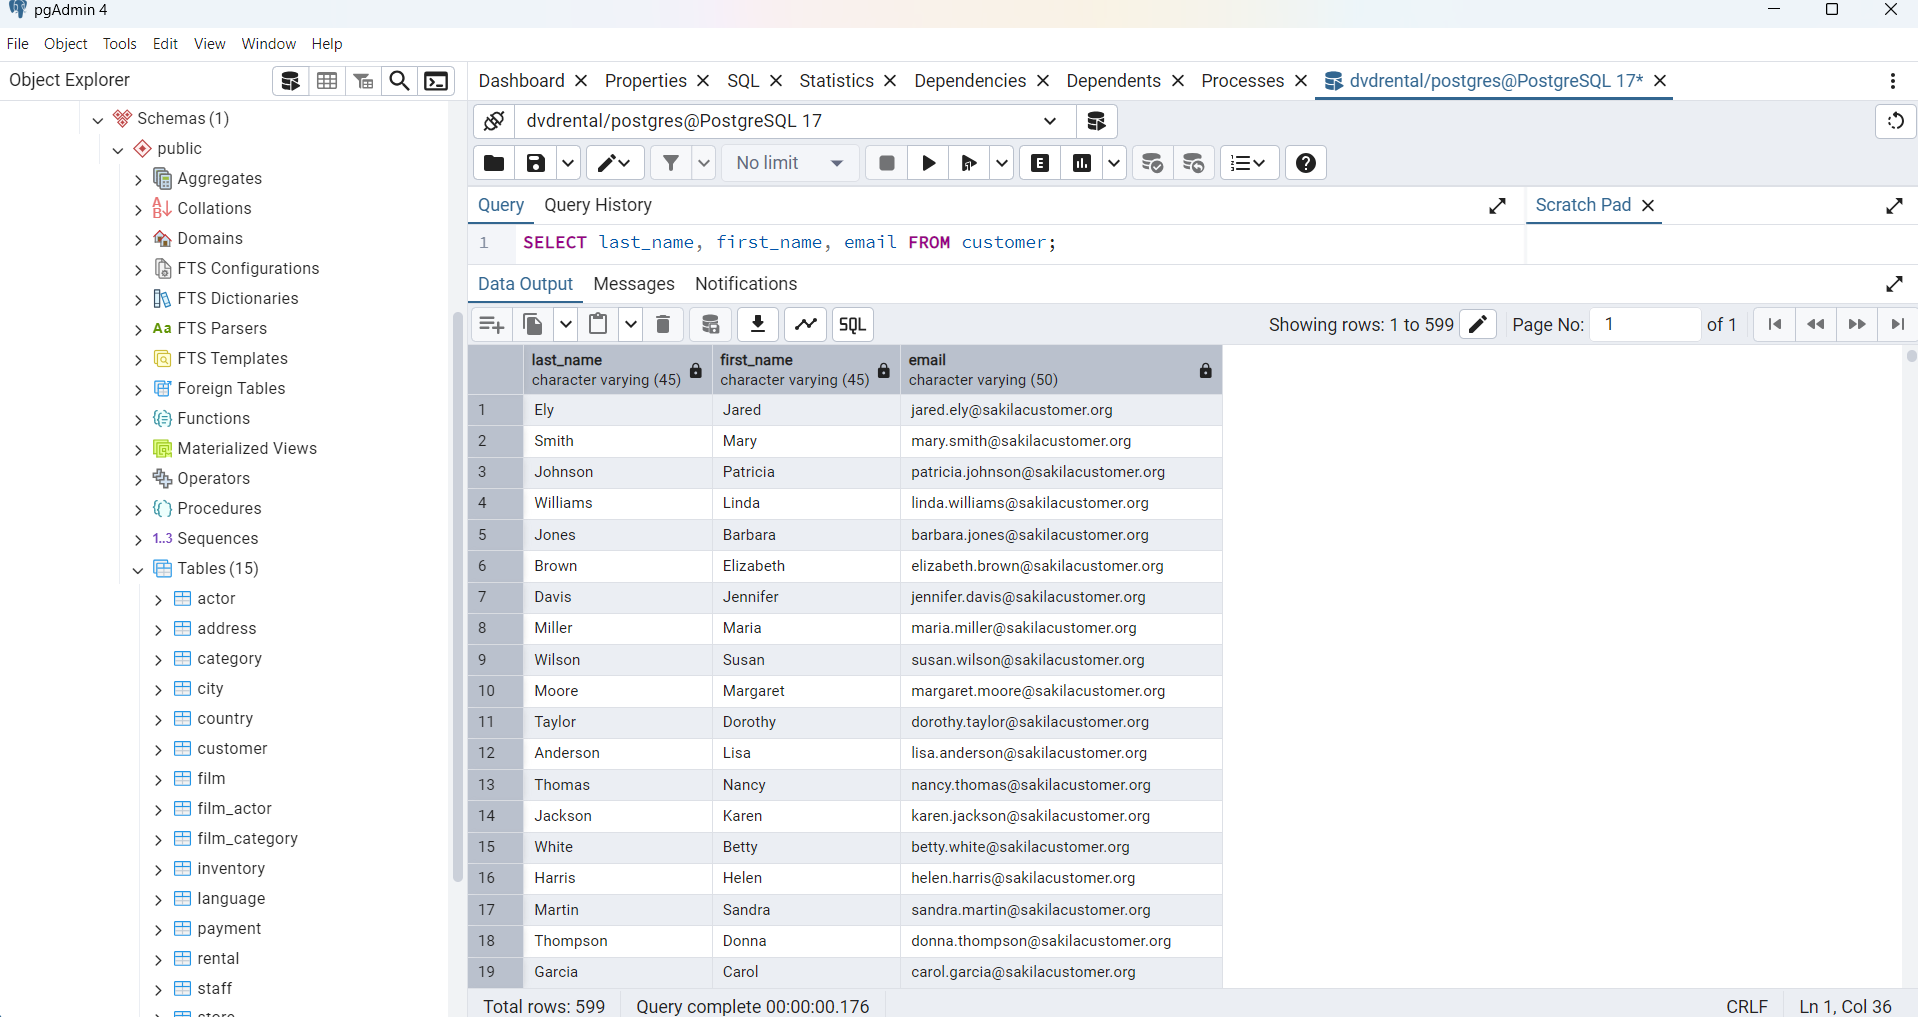 pgAdmin 4
File Object Tools Edit View Window Help
Object Explorer
Dashboard Properties SQL Statistics Dependencies Dependents Processes dvdrental/postgres@PostgreSQL 17*
Schemas (1)
public
Aggregates
Collations
Domains
FTS Configurations
FTS Dictionaries
Aa FTS Parsers
FTS Templates
Foreign Tables
Functions
Materialized Views
Operators
Procedures
1..3 Sequences
Tables (15)
actor
address
category
city
country
customer
film
film_actor
film_category
inventory
language
payment
rental
staff
dvdrental/postgres@PostgreSQL 17
No limit E
Query Query History Scratch Pad
1 SELECT last_name, first_name, email FROM customer;
Data Output Messages Notifications
SQL Showing rows: 1 to 599 Page No: 1 of 1
last_name first_name email
character varying (45) character varying (45) character varying (50)
1 Ely Jared jared.ely@sakilacustomer.org
2 Smith Mary mary.smith@sakilacustomer.org
3 Johnson Patricia patricia.johnson@sakilacustomer.org
4 Williams Linda linda.williams@sakilacustomer.org
5 Jones Barbara barbara.jones@sakilacustomer.org
6 Brown Elizabeth elizabeth.brown@sakilacustomer.org
7 Davis Jennifer jennifer.davis@sakilacustomer.org
8 Miller Maria maria.miller@sakilacustomer.org
9 Wilson Susan susan.wilson@sakilacustomer.org
10 Moore Margaret margaret.moore@sakilacustomer.org
11 Taylor Dorothy dorothy.taylor@sakilacustomer.org
12 Anderson Lisa lisa.anderson@sakilacustomer.org
13 Thomas Nancy nancy.thomas@sakilacustomer.org
14 Jackson Karen karen.jackson@sakilacustomer.org
15 White Betty betty.white@sakilacustomer.org
16 Harris Helen helen.harris@sakilacustomer.org
17 Martin Sandra sandra.martin@sakilacustomer.org
18 Thompson Donna donna.thompson@sakilacustomer.org
19 Garcia Carol carol.garcia@sakilacustomer.org
Total rows: 599 Query complete 00:00:00.176 CRLF Ln 1, Col 36